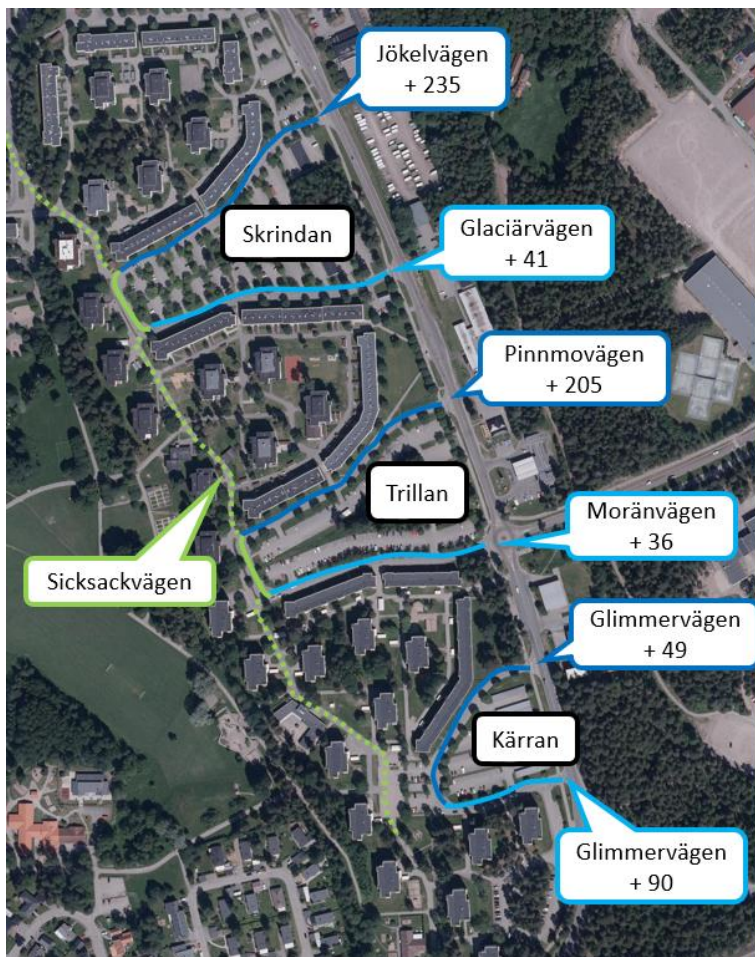 Jökelvägen
+ 235
Skrindan
Glaciärvägen
+ 41
Pinnmovägen
+ 205
Trillan
Moränvägen
+ 36
Sicksackvägen
Glimmervägen
+ 49
Kärran
Glimmervägen
+ 90